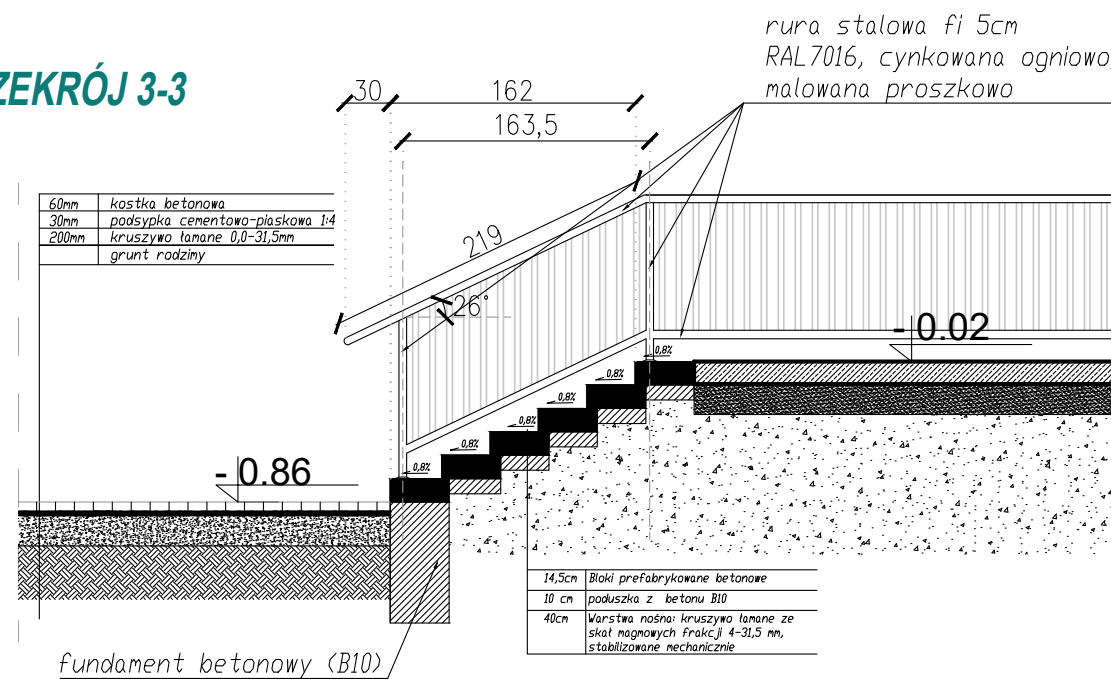 rura stalowa fi 5cm
RAL7016, cynkowana ogniowo,
malowana proszkowo
ZEKRÓJ 3-3
30
162
163,5
60mm kostka betonowa
30mm podsypka cementowo-piaskowa 1:4
200mm kruszywo łamane 0,0-31,5mm
grunt rodzimy
219
26°
- 0.02
0,8%
0,8%
0,8%
0,8%
0,8%
0,8%
- 0.86
14,5cm Bloki prefabrykowane betonowe
10 cm poduszka z betonu B10
40cm Warstwa nośna: kruszywo łamane ze
skał magmowych frakcji 4-31,5 mm,
stabilizowane mechanicznie
fundament betonowy (B10)